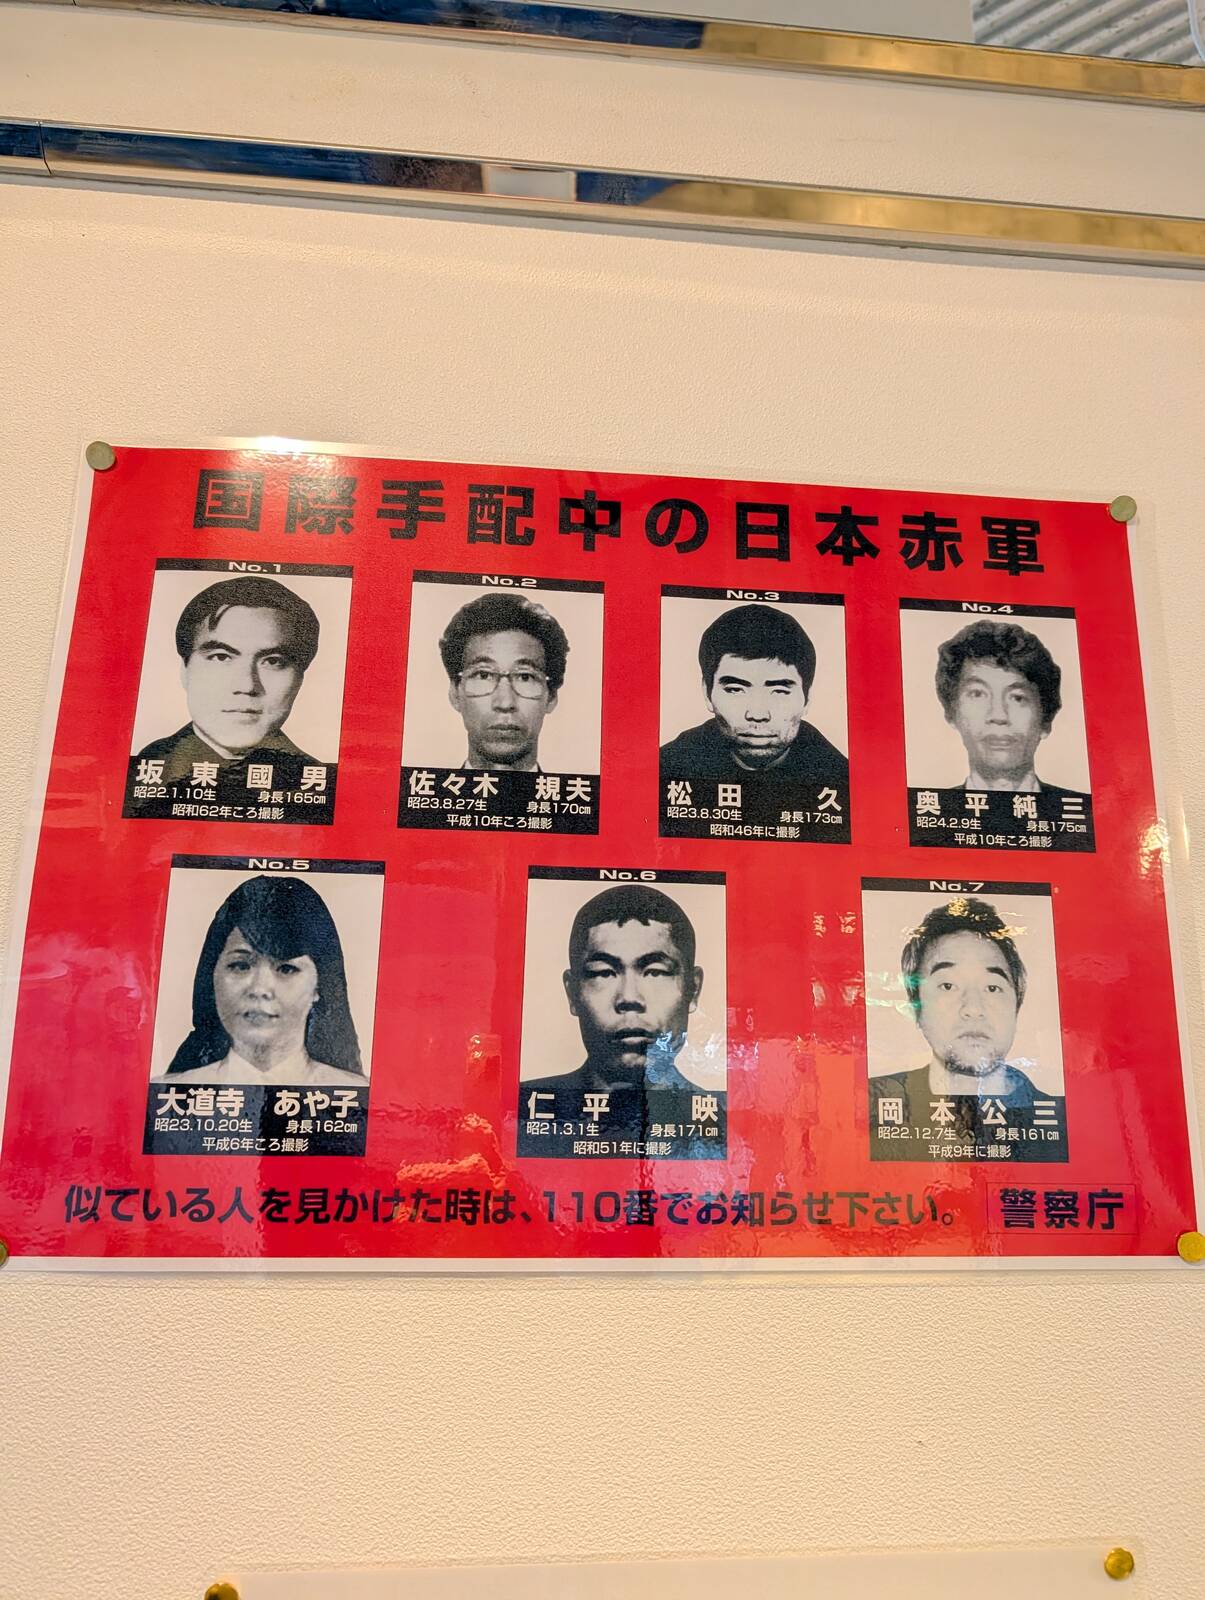 国際手配中の日本赤軍
No.1
坂東國男
昭22.1.10生 身長165㎝
昭和62年ころ撮影
No.2
佐々木規夫
昭23.8.27生 身長170㎝
平成10年ころ撮影
No.3
松田久
昭23.8.30生 身長173㎝
昭和46年に撮影
No.4
奥平純三
昭24.2.9生 身長175㎝
平成10年ころ撮影
No.5
大道寺あや子
昭23.10.20生 身長162㎝
平成6年ころ撮影
No.6
仁平映
昭21.3.1生 身長171㎝
昭和51年に撮影
No.7
岡本公三
昭22.12.7生 身長161㎝
平成9年に撮影
似ている人を見かけた時は、110番でお知らせ下さい。 警察庁